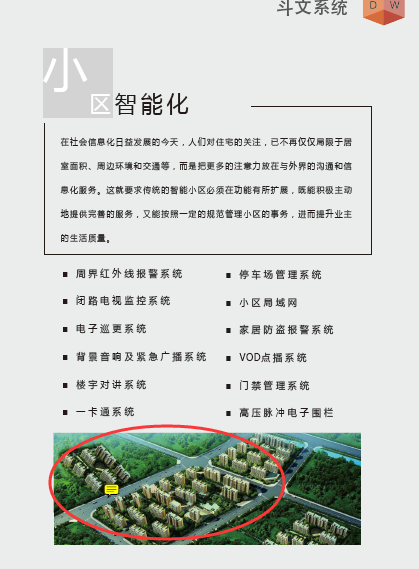 斗文系统
D W
小区智能化
在社会信息化日益发展的今天，人们对住宅的关注，已不再仅仅局限于居
室面积、周边环境和交通等，而是把更多的注意力放在与外界的沟通和信
息化服务。这就要求传统的智能小区必须在功能有所扩展，既能积极主动
地提供完善的服务，又能按照一定的规范管理小区的事务，进而提升业主
的生活质量。
周界红外线报警系统
闭路电视监控系统
电子巡更系统
背景音响及紧急广播系统
楼宇对讲系统
一卡通系统
停车场管理系统
小区局域网
家居防盗报警系统
VOD点播系统
门禁管理系统
高压脉冲电子围栏